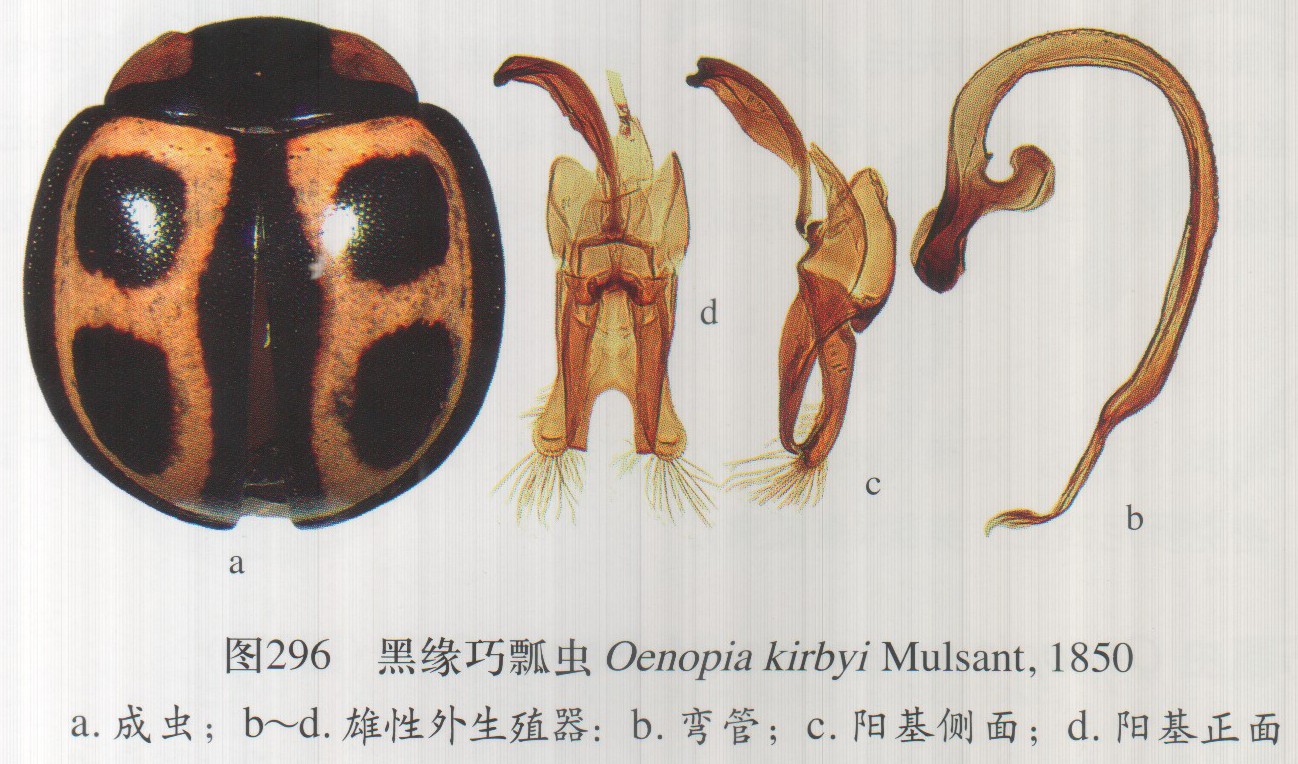 a
d
c
b
图296 黑缘巧瓢虫 Oenopia kirbyi Mulsant, 1850
a. 成虫；b～d. 雄性外生殖器：b. 弯管；c. 阳基侧面；d. 阳基正面